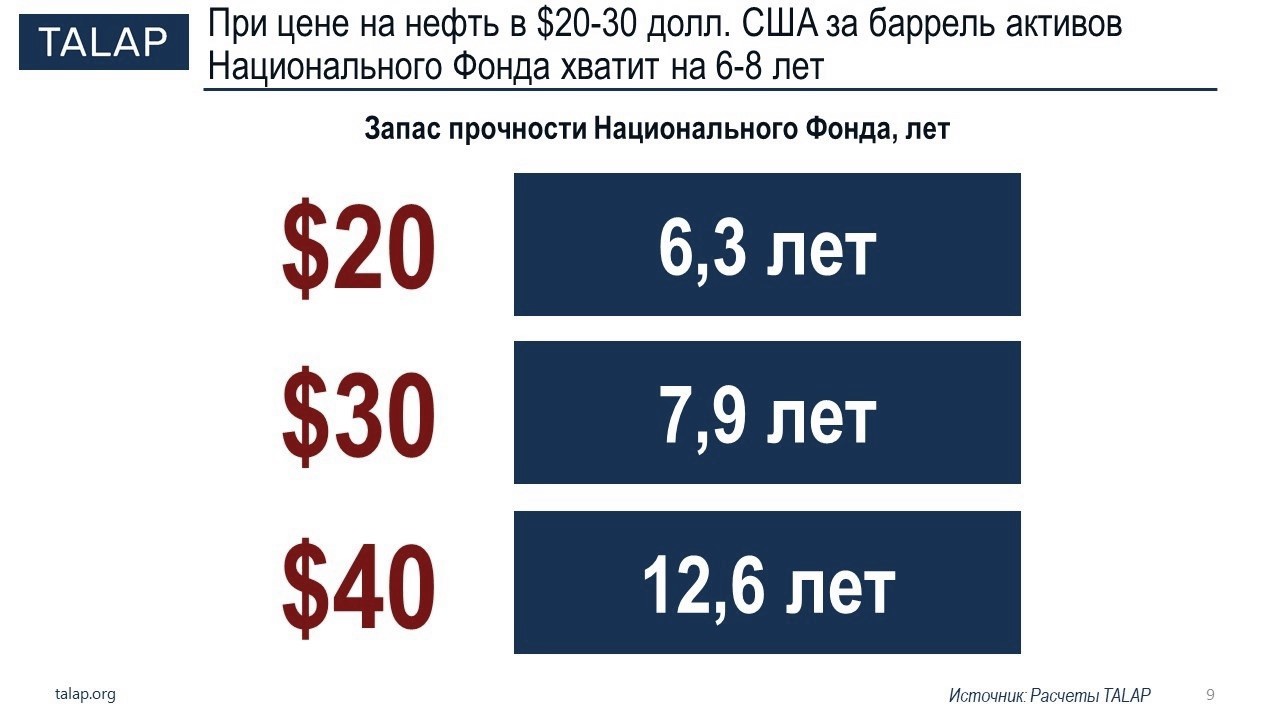 TALAP
При цене на нефть в $20-30 долл. США за баррель активов
Национального Фонда хватит на 6-8 лет
Запас прочности Национального Фонда, лет
$20
6,3 лет
$30
7,9 лет
$40
12,6 лет
talap.org
Источник: Расчеты TALAP
9